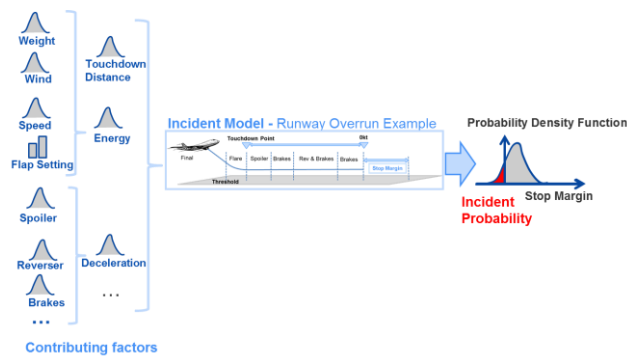 Weight
Wind
Speed
Flap Setting
Spoiler
Reverser
Brakes
...
Contributing factors
Touchdown
Distance
Energy
Deceleration
...
Incident Model - Runway Overrun Example
Touchdown Point
0kt
Final
Flare
Spoiler
Brakes
Rev & Brakes
Brakes
Stop Margin
Threshold
Probability Density Function
Stop Margin
Incident
Probability